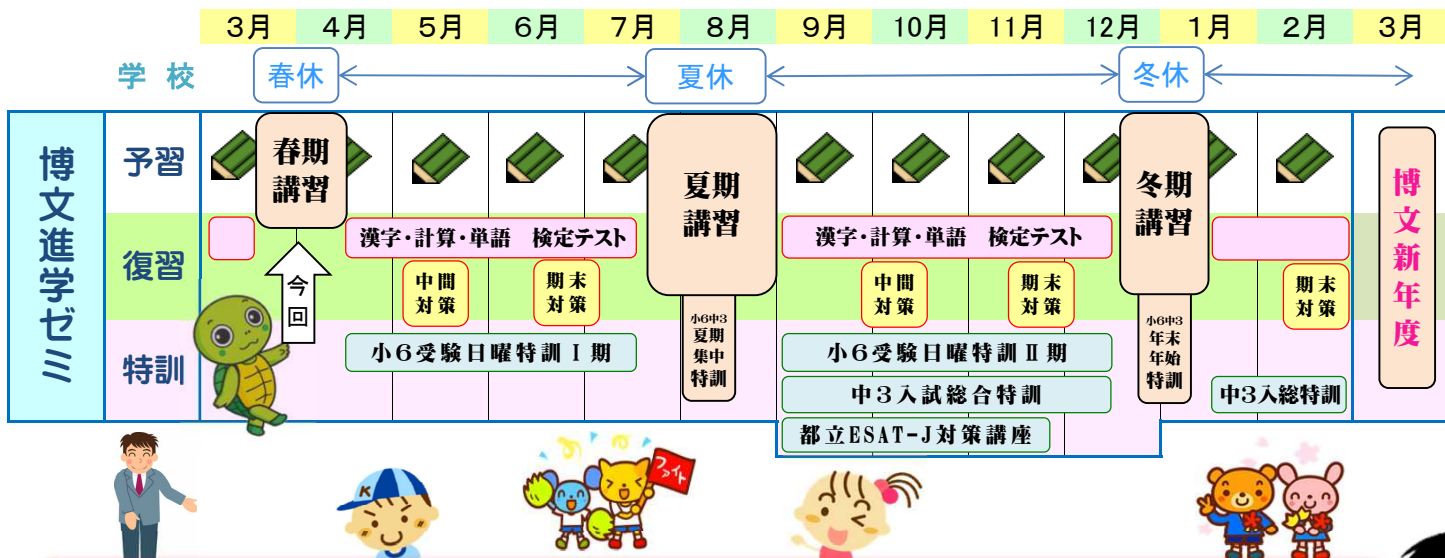 3月 4月 5月 6月 7月 8月 9月 10月 11月 12月 1月 2月 3月
学校 春休 夏休 冬休
博文進学ゼミ
予習
春期
講習
夏期
講習
冬期
講習
博文新年度
復習
漢字・計算・単語 検定テスト
漢字・計算・単語 検定テスト
今回
中間
対策
期末
対策
中間
対策
期末
対策
期末
対策
特訓
小6受験日曜特訓Ⅰ期
小6中3
夏期
集中
特訓
小6受験日曜特訓Ⅱ期
中3入試総合特訓
都立ESAT-J対策講座
小6中3
年末
年始
特訓
中3入総特訓
K
ファイト